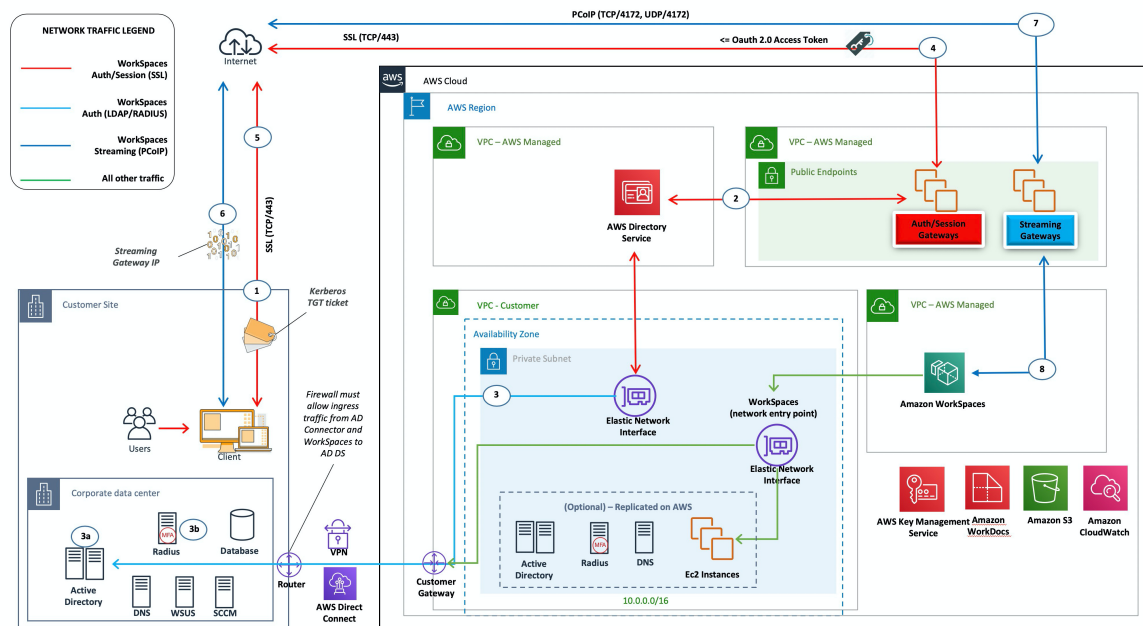 PCoIP (TCP/4172, UDP/4172)
7
NETWORK TRAFFIC LEGEND
WorkSpaces
Auth/Session (SSL)
WorkSpaces
Auth (LDAP/RADIUS)
WorkSpaces
Streaming (PCoIP)
All other traffic
Internet
SSL (TCP/443)
<= Oauth 2.0 Access Token
4
aws
AWS Cloud
AWS Region
VPC – AWS Managed
VPC – AWS Managed
Public Endpoints
5
6
SSL (TCP/443)
Streaming
Gateway IP
2
AWS Directory
Service
Auth/Session
Gateways
Streaming
Gateways
Customer Site
1
Kerberos
TGT ticket
VPC - Customer
VPC – AWS Managed
Availability Zone
Private Subnet
3
8
Firewall must
allow ingress
traffic from AD
Connector and
WorkSpaces to
AD DS
Elastic Network
Interface
WorkSpaces
(network entry point)
Amazon WorkSpaces
Users
Client
Elastic Network
Interface
Corporate data center
3a
3b
MFA
Radius
Database
Active
Directory
DNS
WSUS
SCCM
Router
VPN
AWS Direct
Connect
Customer
Gateway
(Optional) – Replicated on AWS
Active
Directory
MFA
Radius
DNS
Ec2 Instances
10.0.0.0/16
AWS Key Management
Service
Amazon
WorkDocs
Amazon S3
Amazon
CloudWatch